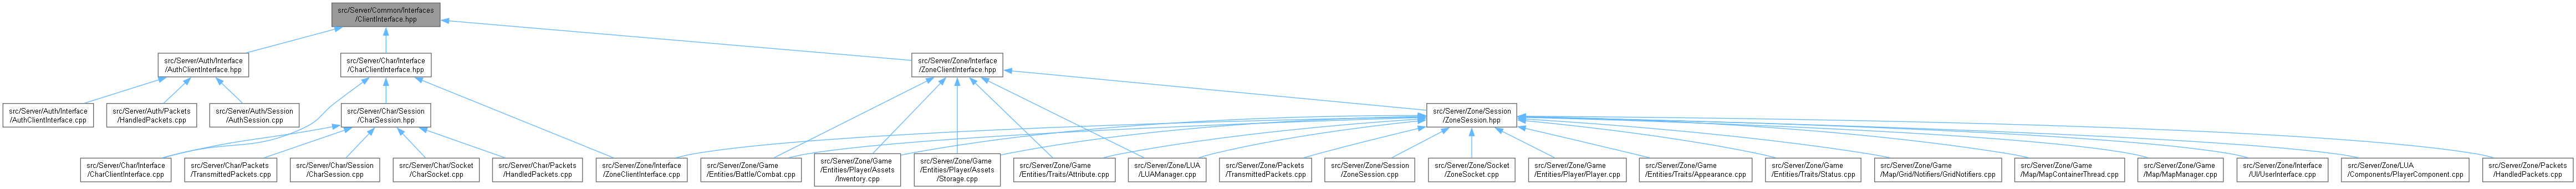 src/Server/Common/Interfaces
/ClientInterface.hpp
src/Server/Auth/Interface
/AuthClientInterface.hpp
src/Server/Char/Interface
/CharClientInterface.hpp
src/Server/Zone/Interface
/ZoneClientInterface.hpp
src/Server/Auth/Interface
/AuthClientInterface.cpp
src/Server/Auth/Packets
/HandledPackets.cpp
src/Server/Auth/Session
/AuthSession.cpp
src/Server/Char/Session
/CharSession.hpp
src/Server/Zone/Session
/ZoneSession.hpp
src/Server/Char/Interface
/CharClientInterface.cpp
src/Server/Char/Packets
/TransmittedPackets.cpp
src/Server/Char/Session
/CharSession.cpp
src/Server/Char/Socket
/CharSocket.cpp
src/Server/Char/Packets
/HandledPackets.cpp
src/Server/Zone/Interface
/ZoneClientInterface.cpp
src/Server/Zone/Game
/Entities/Battle/Combat.cpp
src/Server/Zone/Game
/Entities/Player/Assets
/Inventory.cpp
src/Server/Zone/Game
/Entities/Player/Assets
/Storage.cpp
src/Server/Zone/Game
/Entities/Traits/Attribute.cpp
src/Server/Zone/LUA
/LUAManager.cpp
src/Server/Zone/Packets
/TransmittedPackets.cpp
src/Server/Zone/Session
/ZoneSession.cpp
src/Server/Zone/Socket
/ZoneSocket.cpp
src/Server/Zone/Game
/Entities/Player/Player.cpp
src/Server/Zone/Game
/Entities/Traits/Appearance.cpp
src/Server/Zone/Game
/Entities/Traits/Status.cpp
src/Server/Zone/Game
/Map/Grid/Notifiers/GridNotifiers.cpp
src/Server/Zone/Game
/Map/MapContainerThread.cpp
src/Server/Zone/Game
/Map/MapManager.cpp
src/Server/Zone/Interface
/UI/UserInterface.cpp
src/Server/Zone/LUA
/Components/PlayerComponent.cpp
src/Server/Zone/Packets
/HandledPackets.cpp